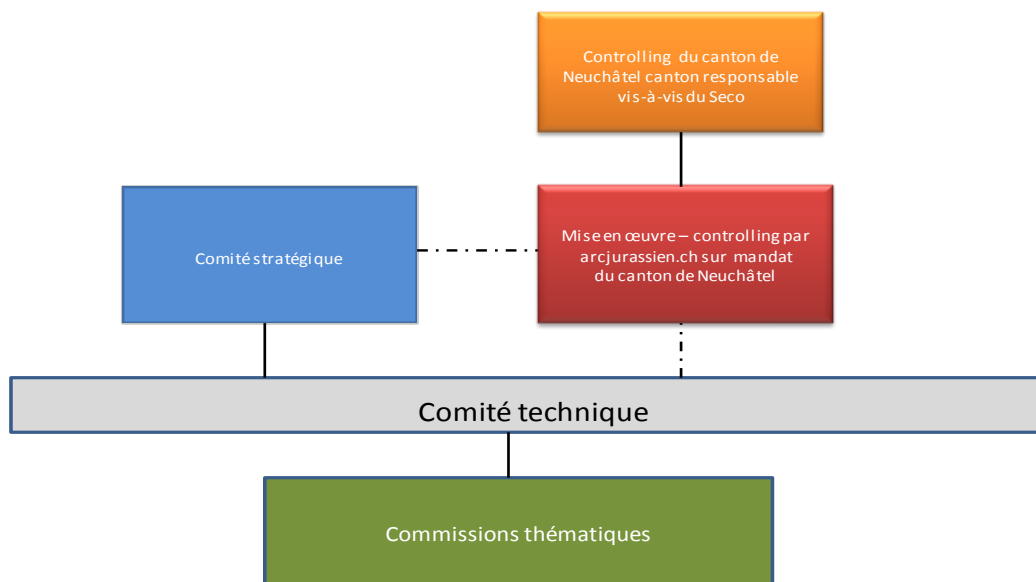 Controlling du canton de
Neuchâtel canton responsable
vis-à-vis du Seco
Comité stratégique
Mise en œuvre – controlling par
arcjurassien.ch sur mandat
du canton de Neuchâtel
Comité technique
Commissions thématiques